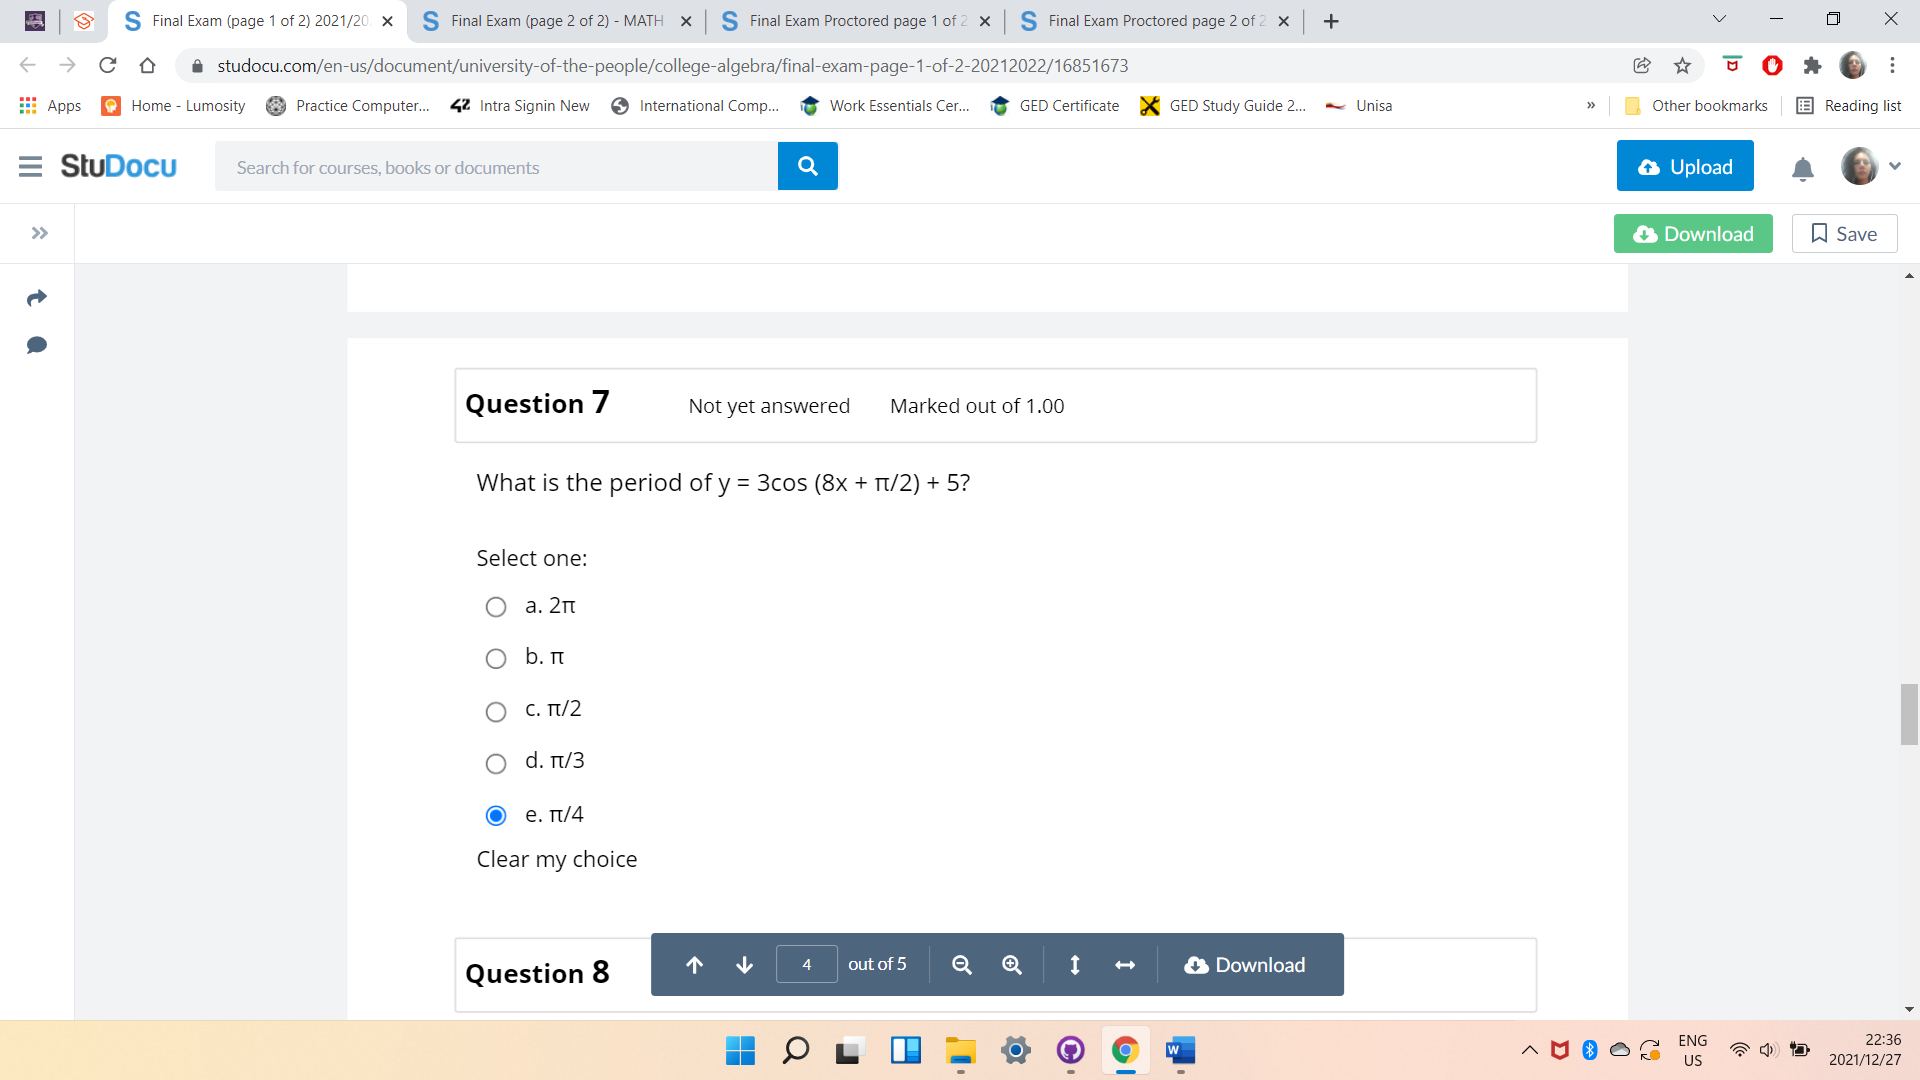 Final Exam (page 1 of 2) 2021/20
Final Exam (page 2 of 2) - MATH
Final Exam Proctored page 1 of 2
Final Exam Proctored page 2 of 2
studocu.com/en-us/document/university-of-the-people/college-algebra/final-exam-page-1-of-2-20212022/16851673
Apps
Home - Lumosity
Practice Computer...
Intra Signin New
International Comp...
Work Essentials Cer...
GED Certificate
GED Study Guide 2...
Unisa
»
Other bookmarks
Reading list
StuDocu
Search for courses, books or documents
Upload
Download
Save
Question 7 Not yet answered Marked out of 1.00
What is the period of y = 3cos (8x + π/2) + 5?
Select one:
a. 2π
b. π
c. π/2
d. π/3
e. π/4
Clear my choice
Question 8
4 out of 5
Download
ENG
US
22:36
2021/12/27